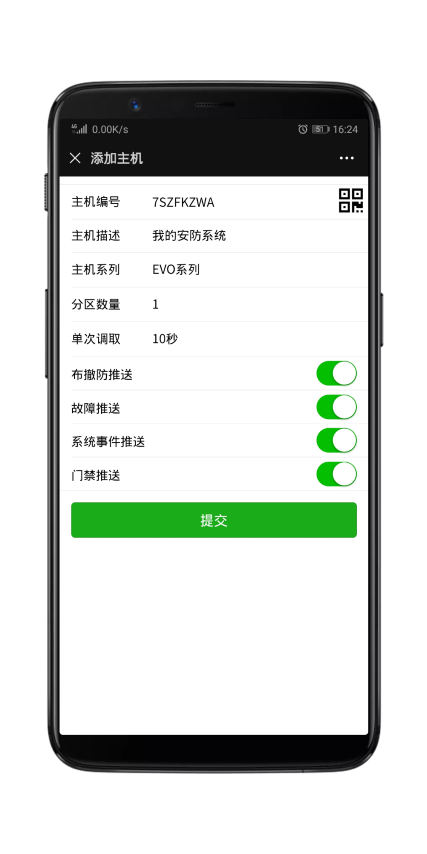 4G 0.00K/s 51 16:24
添加主机
主机编号 7SZFKZWA
主机描述 我的安防系统
主机系列 EVO系列
分区数量 1
单次调取 10秒
布撤防推送
故障推送
系统事件推送
门禁推送
提交